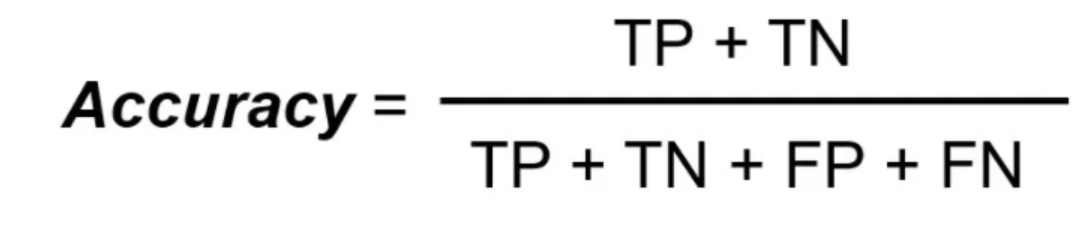 TP + TN
Accuracy =
TP + TN + FP + FN